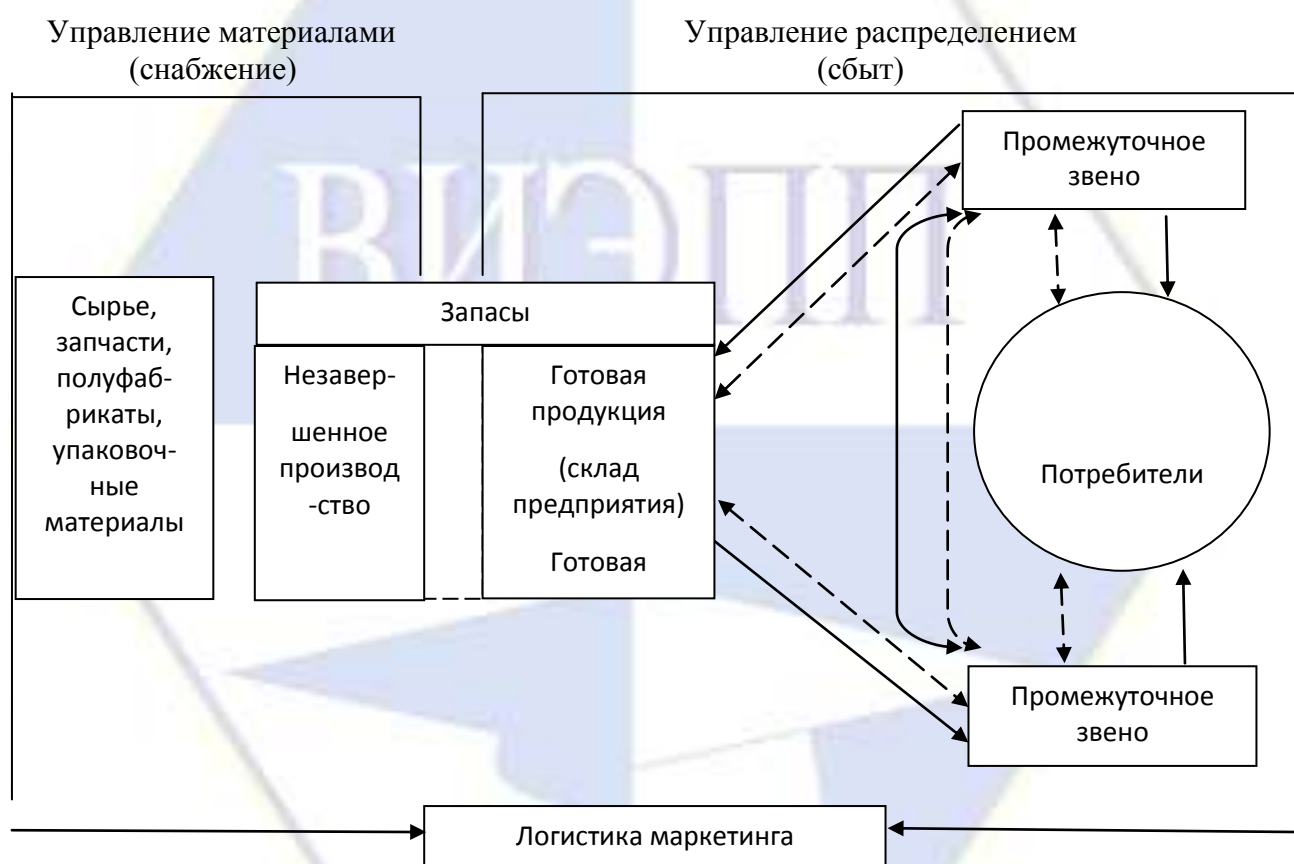 Управление материалами
(снабжение)
Управление распределением
(сбыт)
ВИЭПП
Промежуточное
звено
Сырье,
запчасти,
полуфаб-
рикаты,
упаковоч-
ные
материалы
Запасы
Незавер-
шенное
производ
-ство
Готовая
продукция
(склад
предприятия)
Готовая
Потребители
Промежуточное
звено
Логистика маркетинга